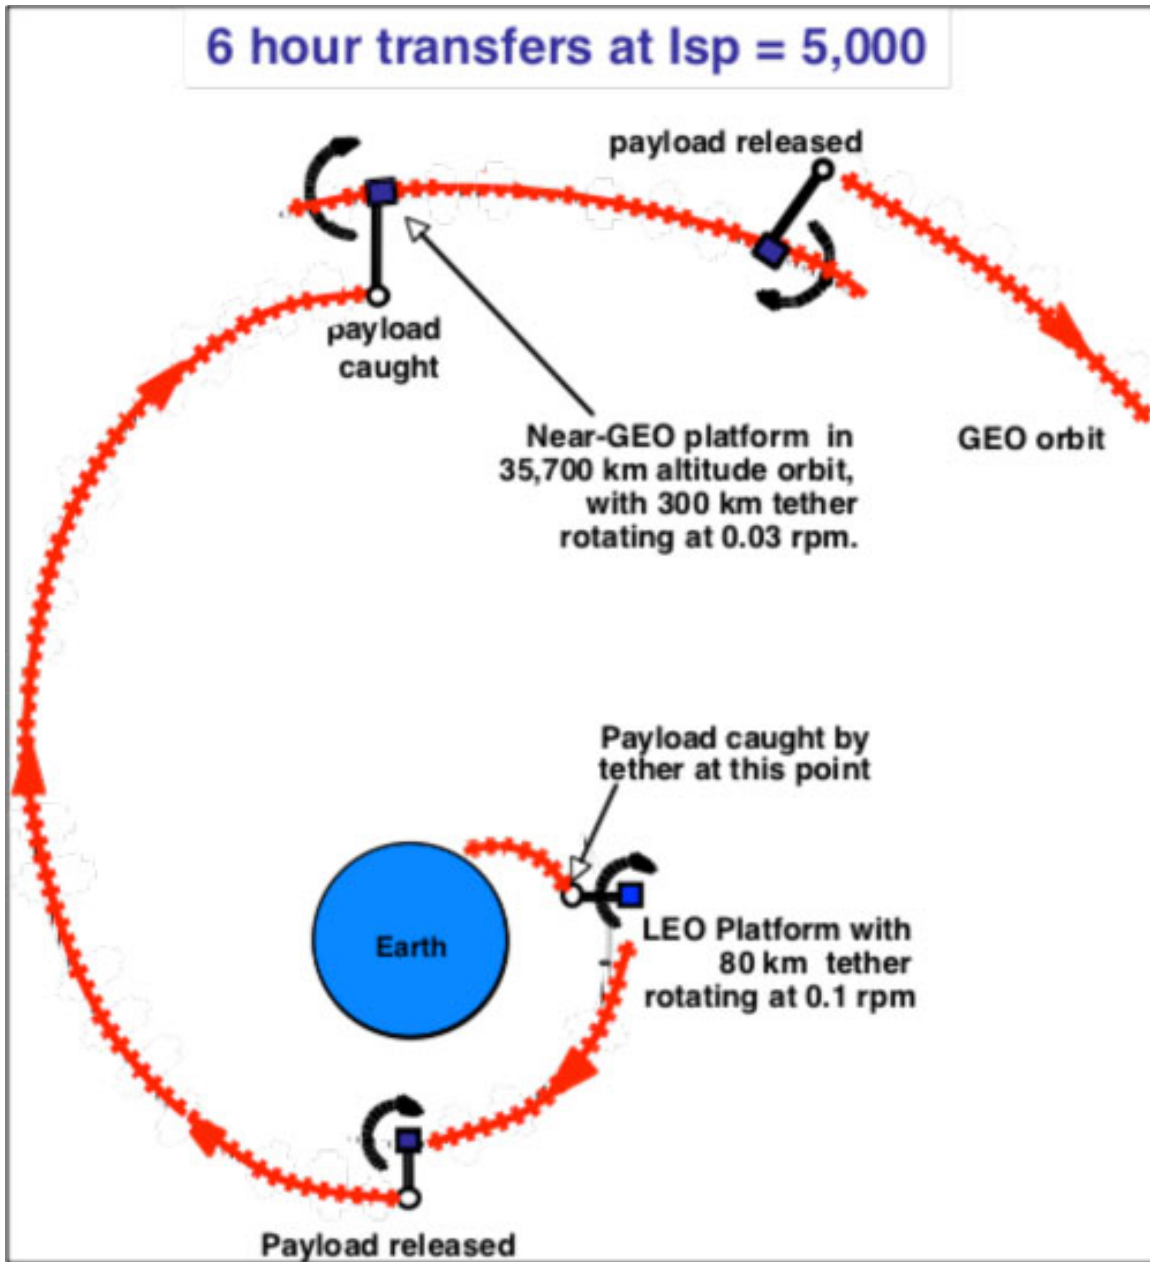 6 hour transfers at Isp = 5,000
payload released
payload
caught
Near-GEO platform in
35,700 km altitude orbit,
with 300 km tether
rotating at 0.03 rpm.
GEO orbit
Payload caught by
tether at this point
Earth
LEO Platform with
80 km tether
rotating at 0.1 rpm
Payload released